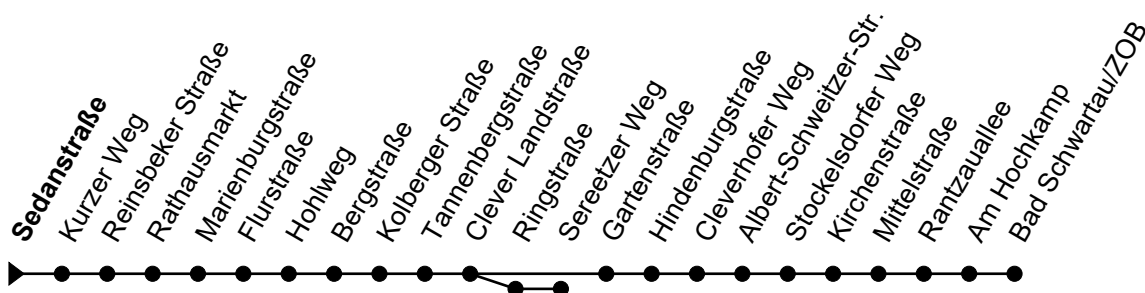 Sedanstraße
Kurzer Weg
Reinsbeker Straße
Rathausmarkt
Marienburgstraße
Flurstraße
Hohlweg
Bergstraße
Kolberger Straße
Tannenbergstraße
Clever Landstraße
Ringstraße
Sereetzer Weg
Gartenstraße
Hindenburgstraße
Cleverhofer Weg
Albert-Schweitzer-Str.
Stockelsdorfer Weg
Kirchenstraße
Mittelstraße
Rantzauallee
Am Hochkamp
Bad Schwartau/ZOB